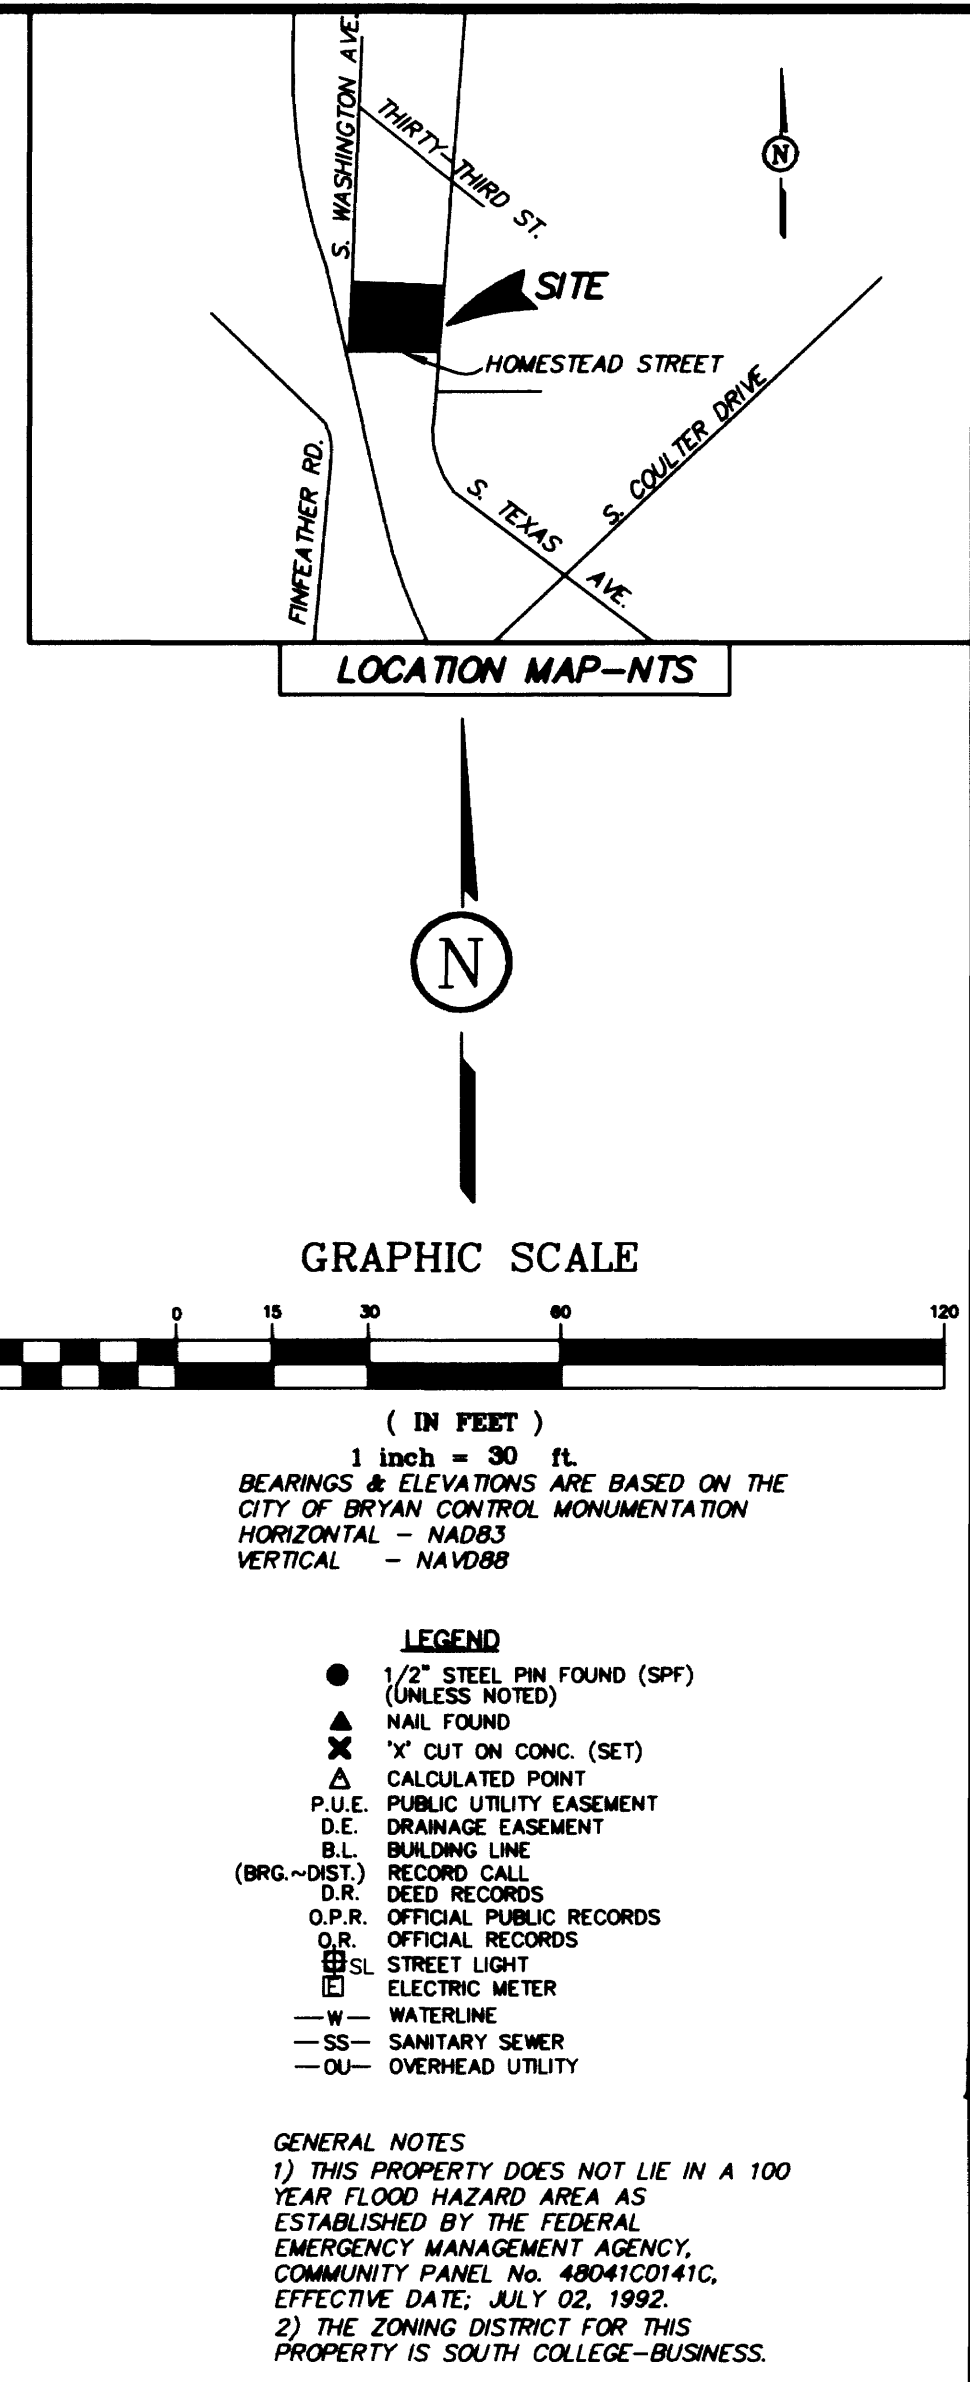 S. WASHINGTON AVE.
THIRTY-THIRD ST.
N
SITE
HOMESTEAD STREET
S. COULTER DRIVE
FINFEATHER RD.
S. TEXAS AVE.
LOCATION MAP-NTS
N
GRAPHIC SCALE
0 15 30 60 120
( IN FEET )
1 inch = 30 ft.
BEARINGS & ELEVATIONS ARE BASED ON THE
CITY OF BRYAN CONTROL MONUMENTATION
HORIZONTAL - NAD83
VERTICAL - NAVD88
LEGEND
1/2" STEEL PIN FOUND (SPF)
(UNLESS NOTED)
NAIL FOUND
'X' CUT ON CONC. (SET)
CALCULATED POINT
P.U.E. PUBLIC UTILITY EASEMENT
D.E. DRAINAGE EASEMENT
B.L. BUILDING LINE
(BRG.~DIST.) RECORD CALL
D.R. DEED RECORDS
O.P.R. OFFICIAL PUBLIC RECORDS
O.R. OFFICIAL RECORDS
SL STREET LIGHT
E ELECTRIC METER
—W— WATERLINE
—SS— SANITARY SEWER
—OU— OVERHEAD UTILITY
GENERAL NOTES
1) THIS PROPERTY DOES NOT LIE IN A 100
YEAR FLOOD HAZARD AREA AS
ESTABLISHED BY THE FEDERAL
EMERGENCY MANAGEMENT AGENCY,
COMMUNITY PANEL No. 48041C0141C,
EFFECTIVE DATE; JULY 02, 1992.
2) THE ZONING DISTRICT FOR THIS
PROPERTY IS SOUTH COLLEGE-BUSINESS.